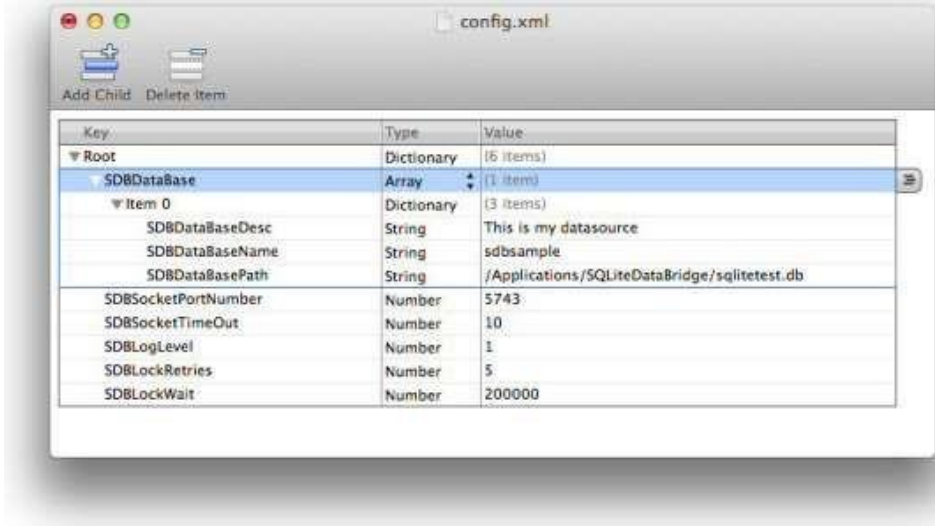 config.xml
Add Child Delete Item
Key Type Value
Root Dictionary (6 items)
SDBDataBase Array (1 item)
Item 0 Dictionary (3 items)
SDBDataBaseDesc String This is my datasource
SDBDataBaseName String sdbsample
SDBDataBasePath String /Applications/SQLiteDataBridge/sqlitetest.db
SDBSocketPortNumber Number 5743
SDBSocketTimeOut Number 10
SDBLogLevel Number 1
SDBLockRetries Number 5
SDBLockWait Number 200000